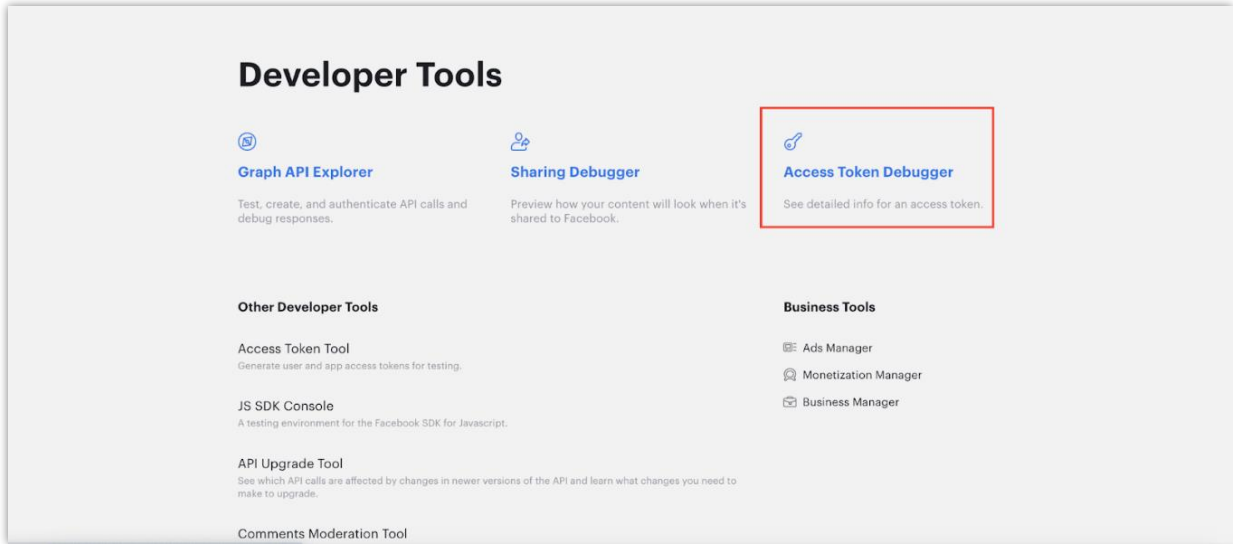 Developer Tools
Graph API Explorer
Test, create, and authenticate API calls and
debug responses.
Sharing Debugger
Preview how your content will look when it's
shared to Facebook.
Access Token Debugger
See detailed info for an access token.
Other Developer Tools
Access Token Tool
Generate user and app access tokens for testing.
JS SDK Console
A testing environment for the Facebook SDK for Javascript.
API Upgrade Tool
See which API calls are affected by changes in newer versions of the API and learn what changes you need to
make to upgrade.
Comments Moderation Tool
Business Tools
Ads Manager
Monetization Manager
Business Manager